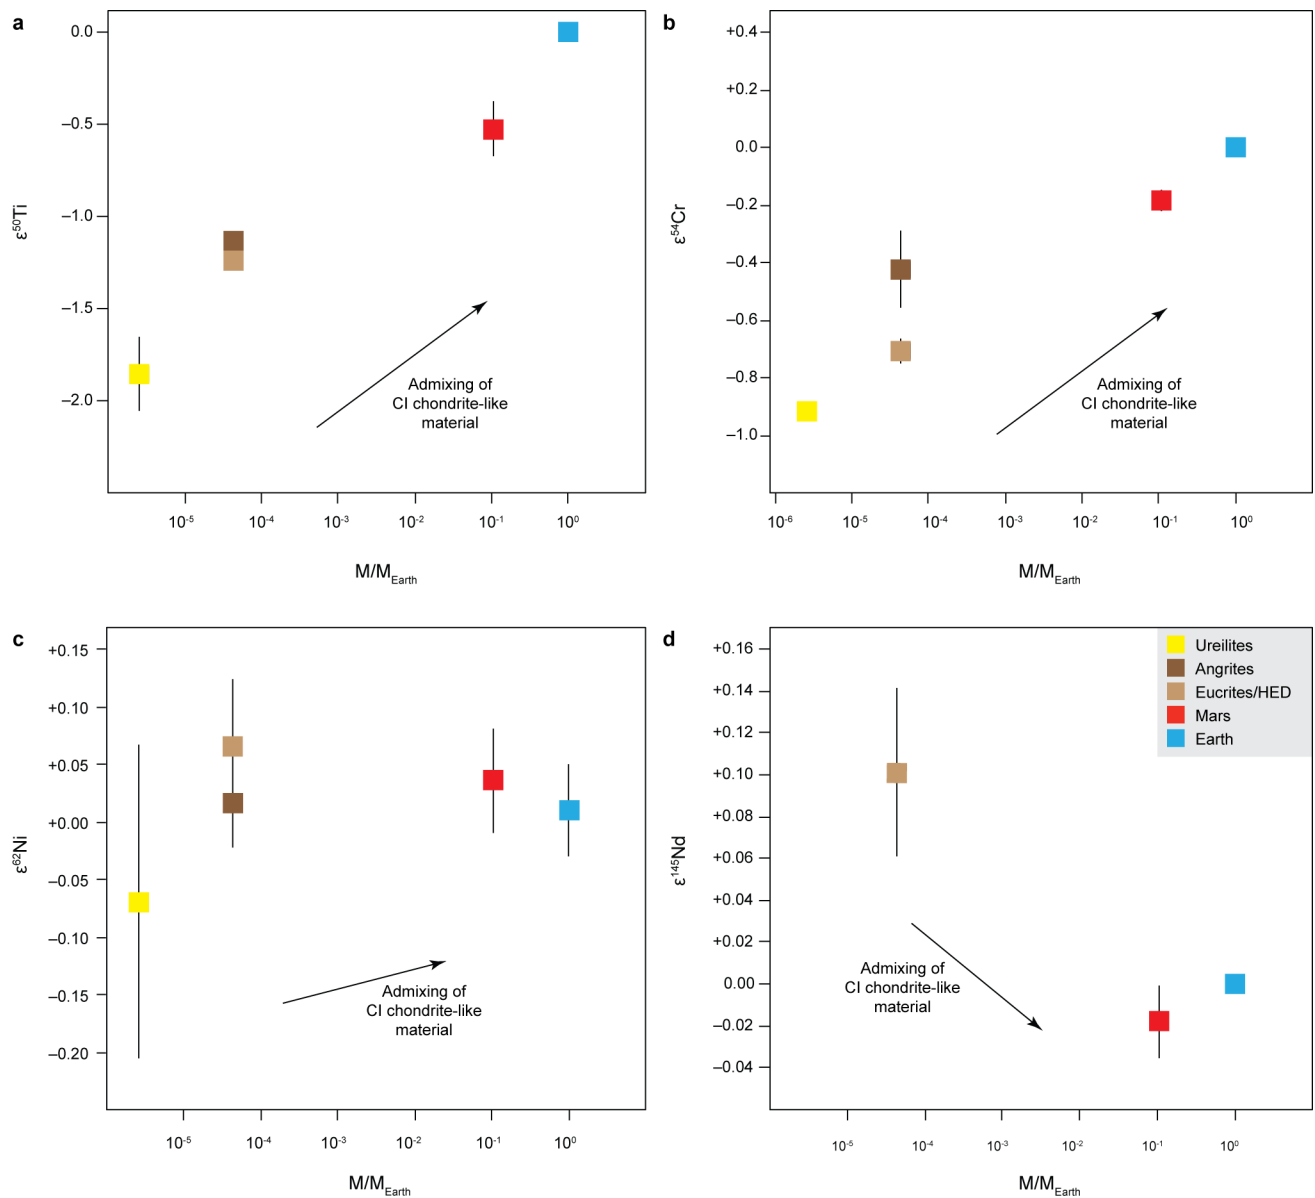 a
0.0
–0.5
–1.0
–1.5
–2.0
ε⁵⁰Ti
Admixing of
CI chondrite-like
material
10⁻⁵ 10⁻⁴ 10⁻³ 10⁻² 10⁻¹ 10⁰
M/M_Earth
b
+0.4
+0.2
0.0
–0.2
–0.4
–0.6
–0.8
–1.0
ε⁵⁴Cr
Admixing of
CI chondrite-like
material
10⁻⁶ 10⁻⁵ 10⁻⁴ 10⁻³ 10⁻² 10⁻¹ 10⁰
M/M_Earth
c
+0.15
+0.10
+0.05
+0.00
–0.05
–0.10
–0.15
–0.20
ε⁶²Ni
Admixing of
CI chondrite-like
material
10⁻⁵ 10⁻⁴ 10⁻³ 10⁻² 10⁻¹ 10⁰
M/M_Earth
d
+0.16
+0.14
+0.12
+0.10
+0.08
+0.06
+0.04
+0.02
0.00
–0.02
–0.04
ε¹⁴⁵Nd
Ureilites
Angrites
Eucrites/HED
Mars
Earth
Admixing of
CI chondrite-like
material
10⁻⁵ 10⁻⁴ 10⁻³ 10⁻² 10⁻¹ 10⁰
M/M_Earth